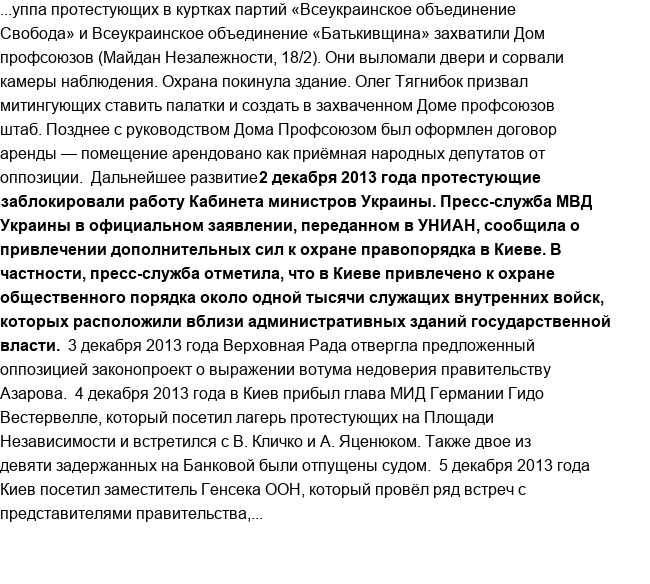 ...уппа протестующих в куртках партий «Всеукраинское объединение
Свобода» и Всеукраинское объединение «Батькивщина» захватили Дом
профсоюзов (Майдан Незалежности, 18/2). Они выломали двери и сорвали
камеры наблюдения. Охрана покинула здание. Олег Тягнибок призвал
митингующих ставить палатки и создать в захваченном Доме профсоюзов
штаб. Позднее с руководством Дома Профсоюзом был оформлен договор
аренды — помещение арендовано как приёмная народных депутатов от
оппозиции.  Дальнейшее развитие2 декабря 2013 года протестующие
заблокировали работу Кабинета министров Украины. Пресс-служба МВД
Украины в официальном заявлении, переданном в УНИАН, сообщила о
привлечении дополнительных сил к охране правопорядка в Киеве. В
частности, пресс-служба отметила, что в Киеве привлечено к охране
общественного порядка около одной тысячи служащих внутренних войск,
которых расположили вблизи административных зданий государственной
власти.  3 декабря 2013 года Верховная Рада отвергла предложенный
оппозицией законопроект о выражении вотума недоверия правительству
Азарова.  4 декабря 2013 года в Киев прибыл глава МИД Германии Гидо
Вестервелле, который посетил лагерь протестующих на Площади
Независимости и встретился с В. Кличко и А. Яценюком. Также двое из
девяти задержанных на Банковой были отпущены судом.  5 декабря 2013 года
Киев посетил заместитель Генсека ООН, который провёл ряд встреч с
представителями правительства,...